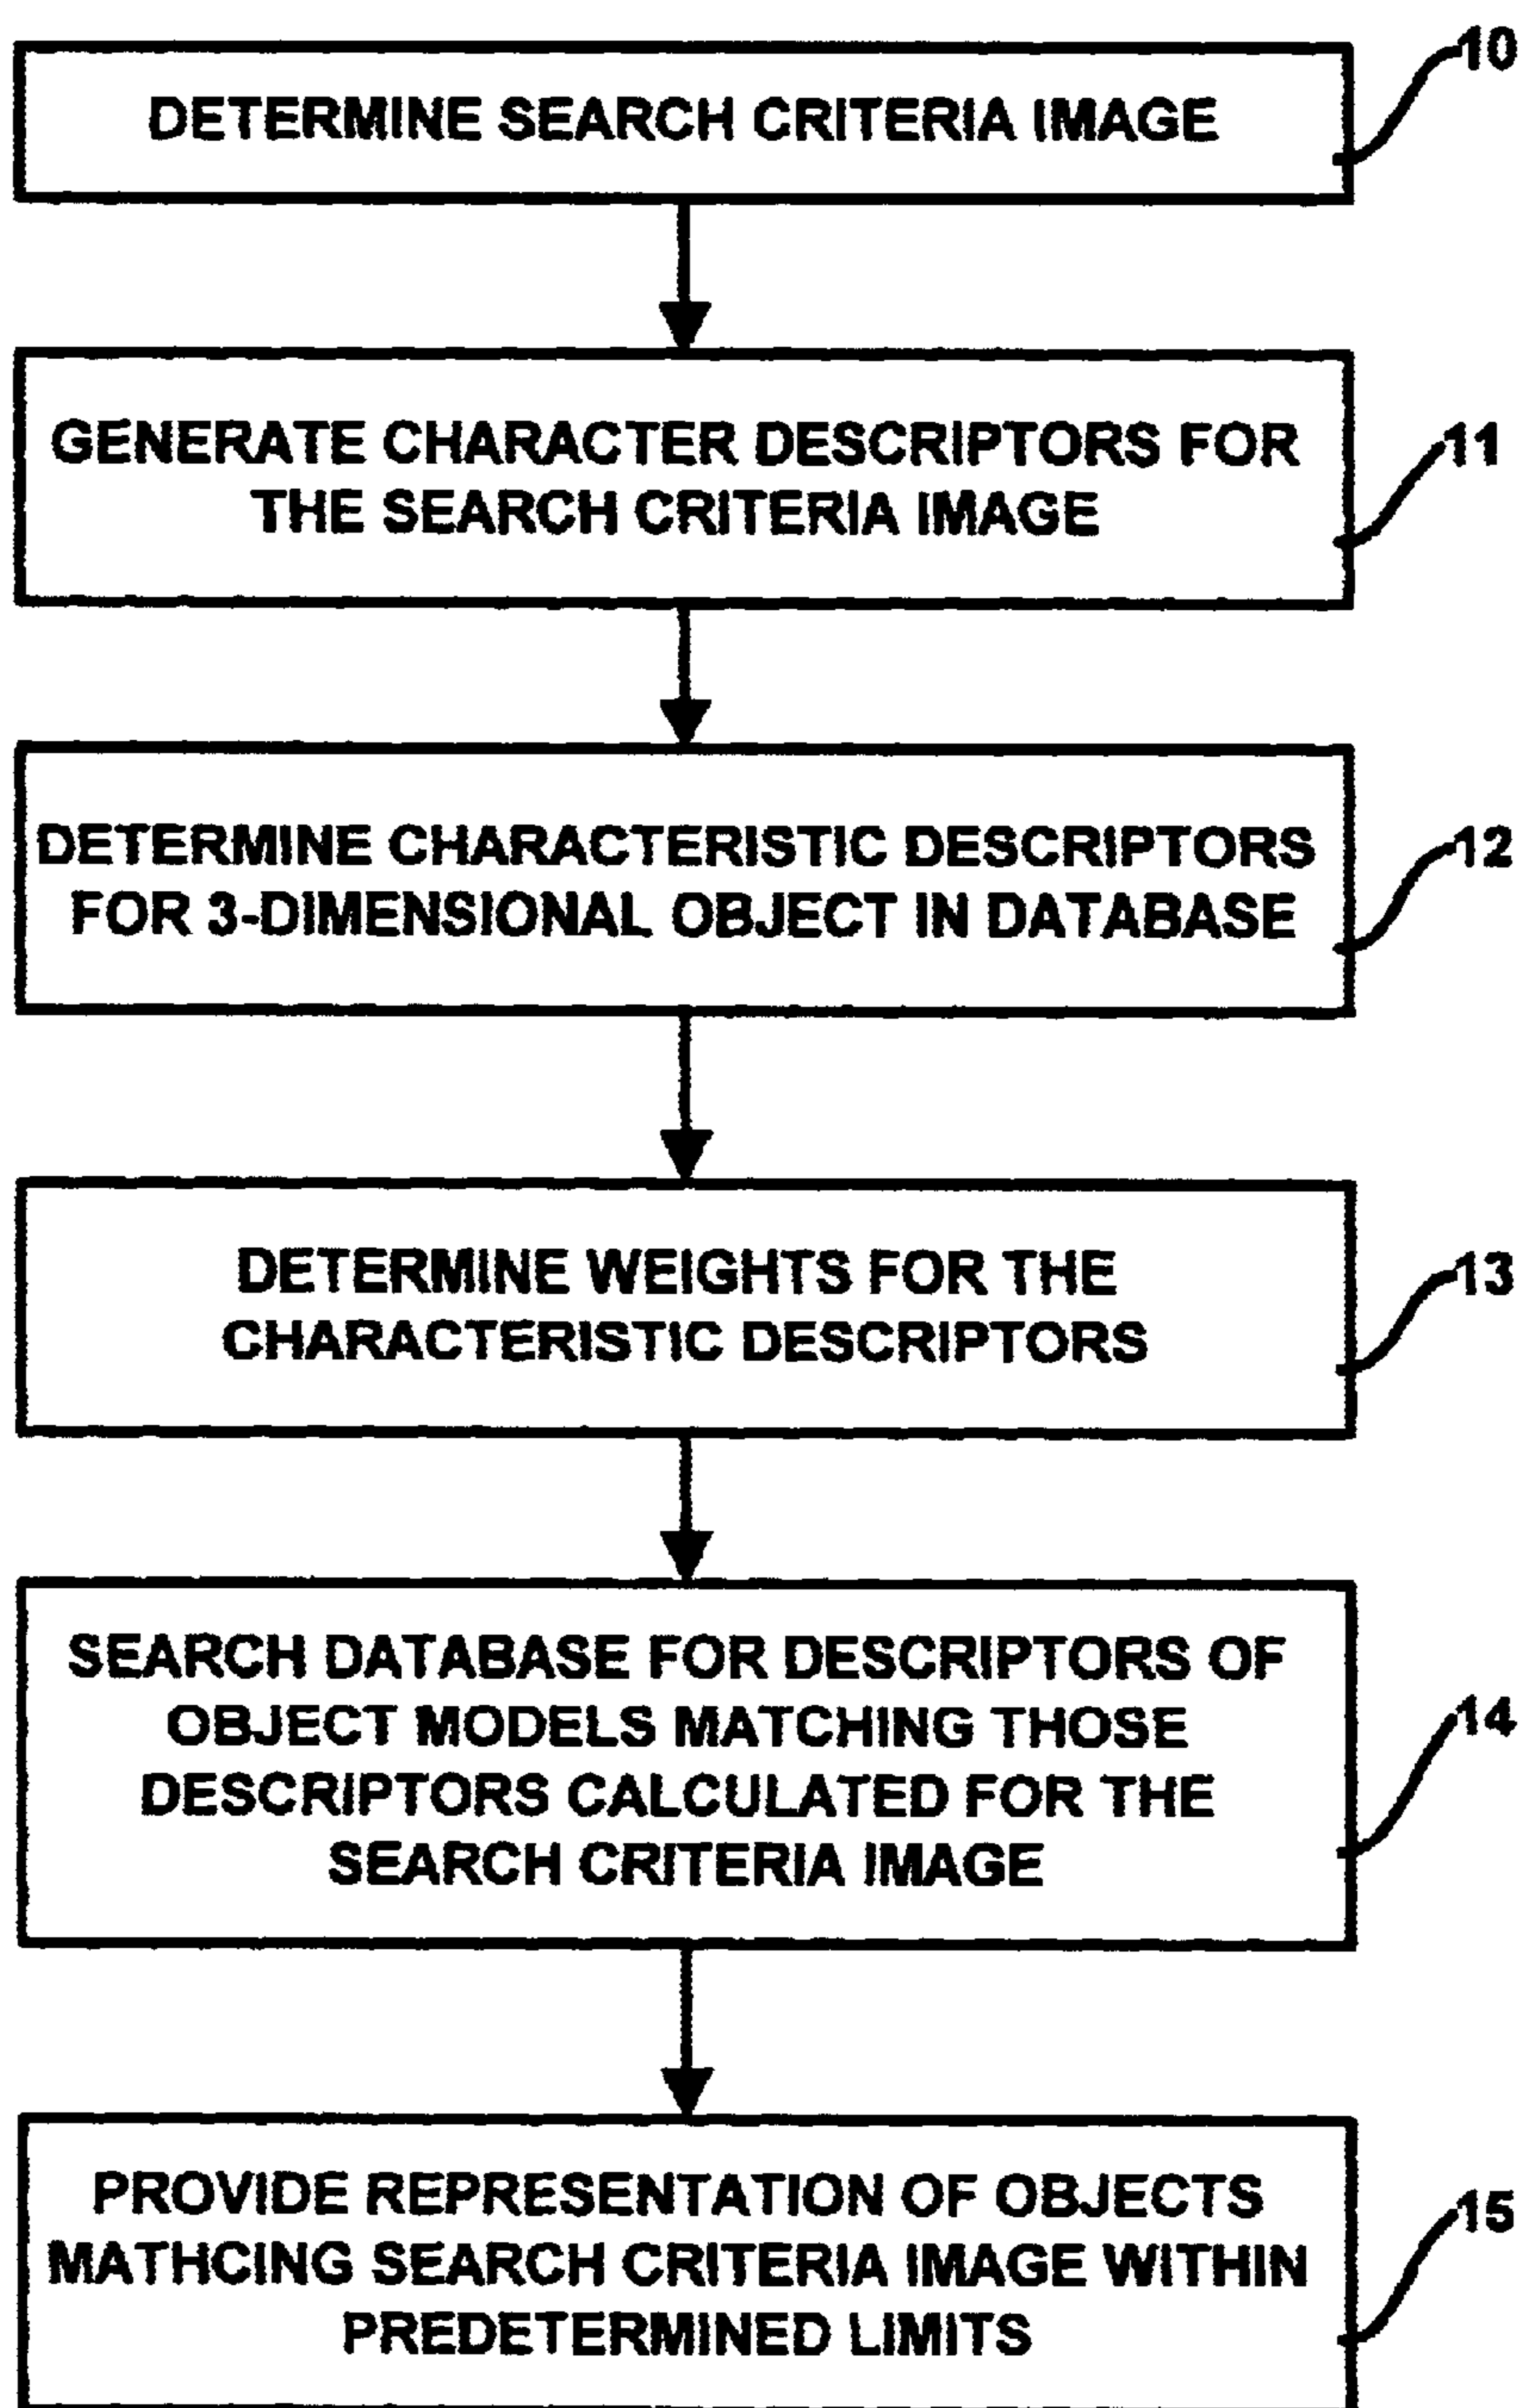 10
DETERMINE SEARCH CRITERIA IMAGE
GENERATE CHARACTER DESCRIPTORS FOR
THE SEARCH CRITERIA IMAGE
11
DETERMINE CHARACTERISTIC DESCRIPTORS
FOR 3-DIMENSIONAL OBJECT IN DATABASE
12
DETERMINE WEIGHTS FOR THE
CHARACTERISTIC DESCRIPTORS
13
SEARCH DATABASE FOR DESCRIPTORS OF
OBJECT MODELS MATCHING THOSE
DESCRIPTORS CALCULATED FOR THE
SEARCH CRITERIA IMAGE
14
PROVIDE REPRESENTATION OF OBJECTS
MATHCING SEARCH CRITERIA IMAGE WITHIN
PREDETERMINED LIMITS
15